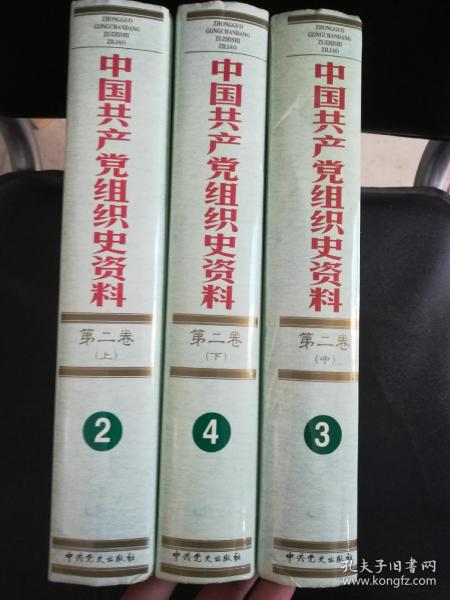 ZHONGGUO
GONGCHANDANG
ZUZHISHI
ZILIAO
中国共产党组织史资料
第二卷
(上)
2
中共党史出版社
ZHONGGUO
GONGCHANDANG
ZUZHISHI
ZILIAO
中国共产党组织史资料
第二卷
(下)
4
中共党史出版社
ZHONGGUO
GONGCHANDANG
ZUZHISHI
ZILIAO
中国共产党组织史资料
第二卷
(中)
3
中共党史出版社
孔夫子旧书网
www.kongfz.com